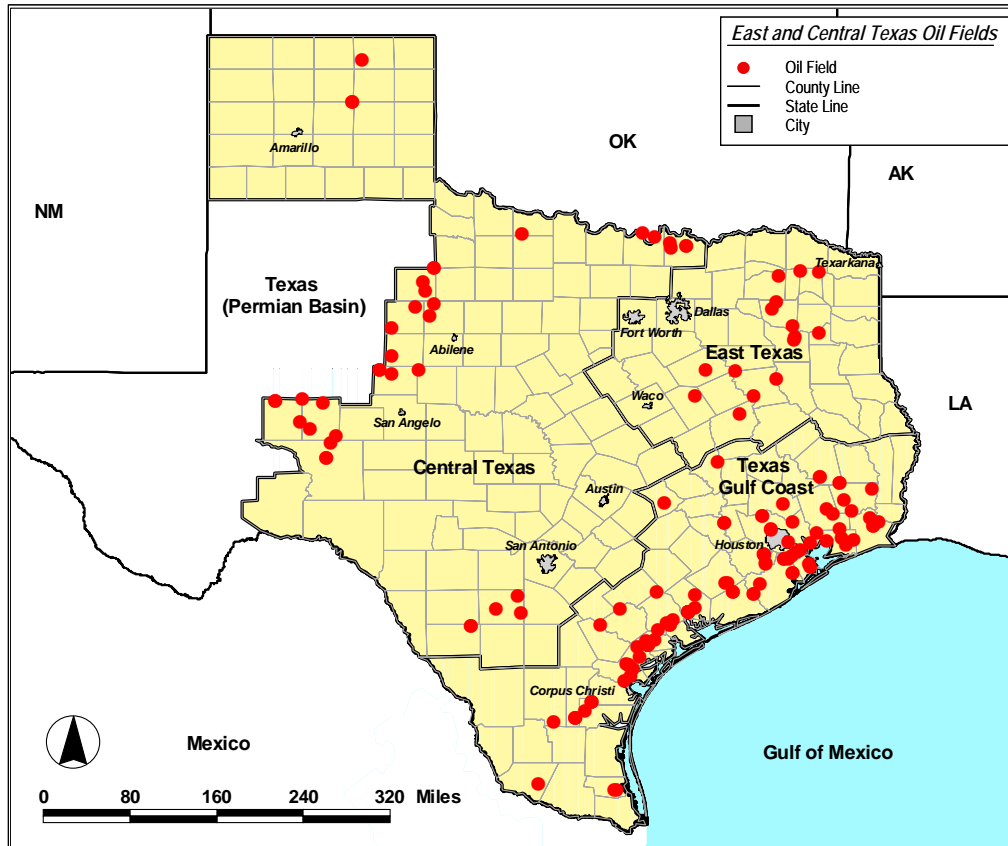 East and Central Texas Oil Fields
Oil Field
County Line
State Line
City
Amarillo
OK
AK
NM
Texas
(Permian Basin)
Texarkana
Dallas
Fort Worth
Abilene
East Texas
Waco
LA
San Angelo
Central Texas
Texas
Gulf Coast
Austin
Houston
San Antonio
Corpus Christi
Mexico
Gulf of Mexico
0 80 160 240 320 Miles